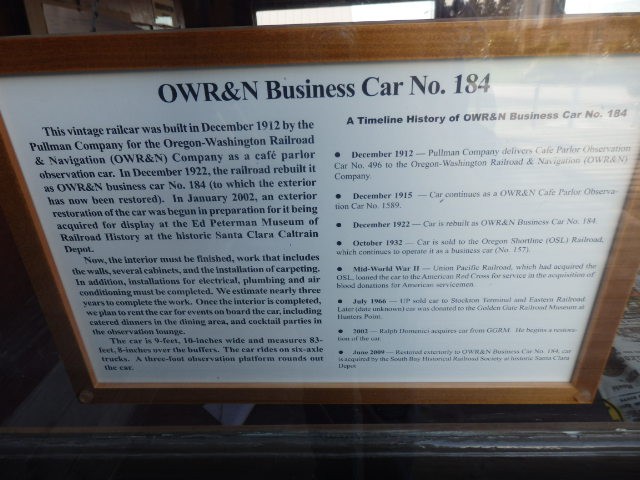 OWR&N Business Car No. 184
This vintage railcar was built in December 1912 by the
Pullman Company for the Oregon-Washington Railroad
& Navigation (OWR&N) Company as a café parlor
observation car. In December 1922, the railroad rebuilt it
as OWR&N business car No. 184 (to which the exterior
has now been restored). In January 2002, an exterior
restoration of the car was begun in preparation for it being
acquired for display at the Ed Peterman Museum of
Railroad History at the historic Santa Clara Caltrain
Depot.
Now, the interior must be finished, work that includes
the walls, several cabinets, and the installation of carpeting.
In addition, installations for electrical, plumbing and air
conditioning must be completed. We estimate nearly three
years to complete the work. Once the interior is completed,
we plan to rent the car for events on board the car, including
catered dinners in the dining area, and cocktail parties in
the observation lounge.
The car is 9-feet, 10-inches wide and measures 83-
feet, 8-inches over the buffers. The car rides on six-axle
trucks. A three-foot observation platform rounds out
the car.
A Timeline History of OWR&N Business Car No. 184
● December 1912 — Pullman Company delivers Cafe Parlor Observation
Car No. 496 to the Oregon-Washington Railroad & Navigation (OWR&N)
Company.
● December 1915 — Car continues as a OWR&N Cafe Parlor Observa-
tion Car No. 1589.
● December 1922 — Car is rebuilt as OWR&N Business Car No. 184.
● October 1932 — Car is sold to the Oregon Shortline (OSL) Railroad,
which continues to operate it as a business car (No. 157).
● Mid-World War II — Union Pacific Railroad, which had acquired the
OSL, loaned the car to the American Red Cross for service in the acquisition of
blood donations for American servicemen.
● July 1966 — UP sold car to Stockton Terminal and Eastern Railroad.
Later (date unknown) car was donated to the Golden Gate Railroad Museum at
Hunters Point.
● 2002 — Ralph Domenici acquires car from GGRM. He begins a restora-
tion of the car.
● June 2009 — Restored exteriorly to OWR&N Business Car No. 184, car
is acquired by the South Bay Historical Railroad Society at historic Santa Clara
Depot